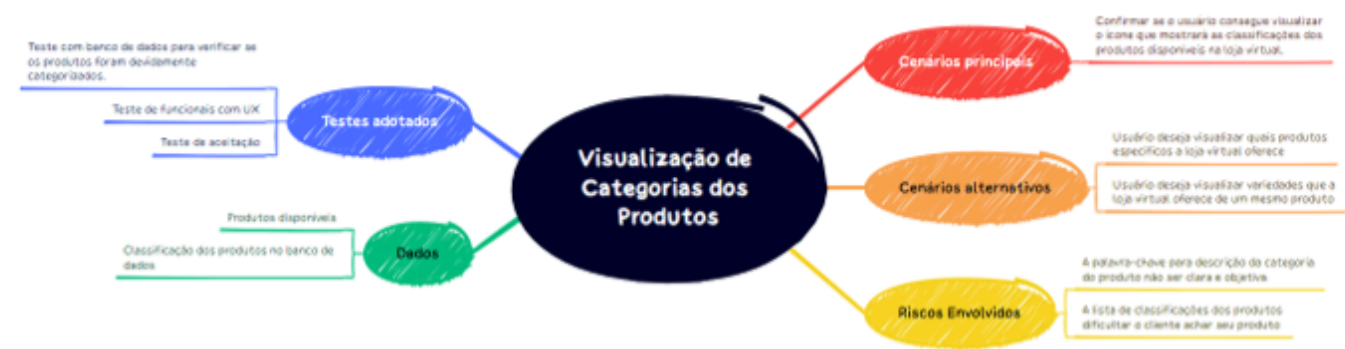 Visualização de
Categorias dos
Produtos
Testes adotados
Teste com banco de dados para verificar se
os produtos foram devidamente
categorizados.
Teste de funcionais com UX
Teste de aceitação
Dados
Produtos disponíveis
Classificação dos produtos no banco de
dados
Cenários principais
Confirmar se o usuário consegue visualizar
o ícone que mostrará as classificações dos
produtos disponíveis na loja virtual.
Cenários alternativos
Usuário deseja visualizar quais produtos
específicos a loja virtual oferece
Usuário deseja visualizar variedades que a
loja virtual oferece de um mesmo produto
Riscos Envolvidos
A palavra-chave para descrição da categoria
do produto não ser clara e objetiva
A lista de classificações dos produtos
dificultar o cliente achar seu produto